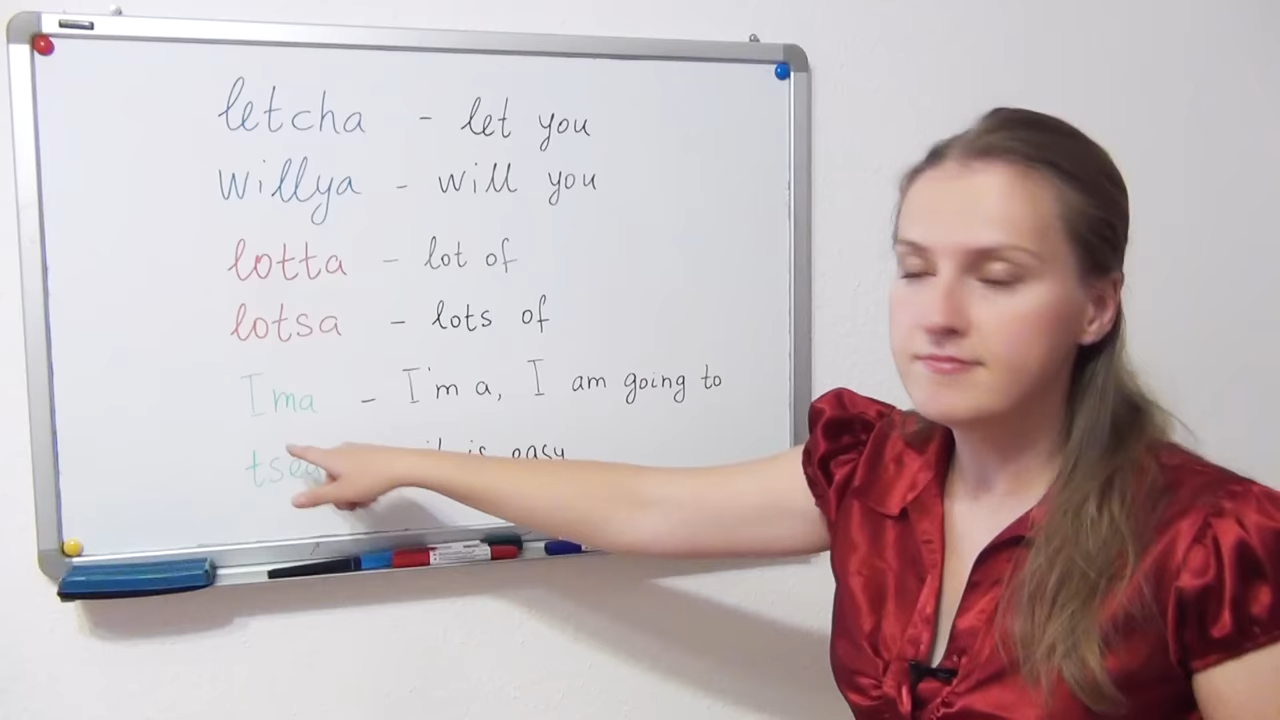 letcha - let you
willya - will you
lotta - lot of
lotsa - lots of
Ima - I'm a, I am going to
is easy